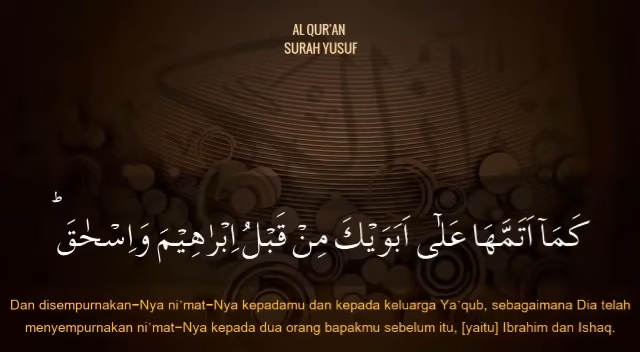 AL QUR'AN
SURAH YUSUF
كَمَآ اَتَمَّهَا عَلٰٓى اَبَوَيْكَ مِنْ قَبْلُ اِبْرٰهِيْمَ وَاِسْحٰقَ ۗ
Dan disempurnakan-Nya ni`mat-Nya kepadamu dan kepada keluarga Ya`qub, sebagaimana Dia telah
menyempurnakan ni`mat-Nya kepada dua orang bapakmu sebelum itu, [yaitu] Ibrahim dan Ishaq.